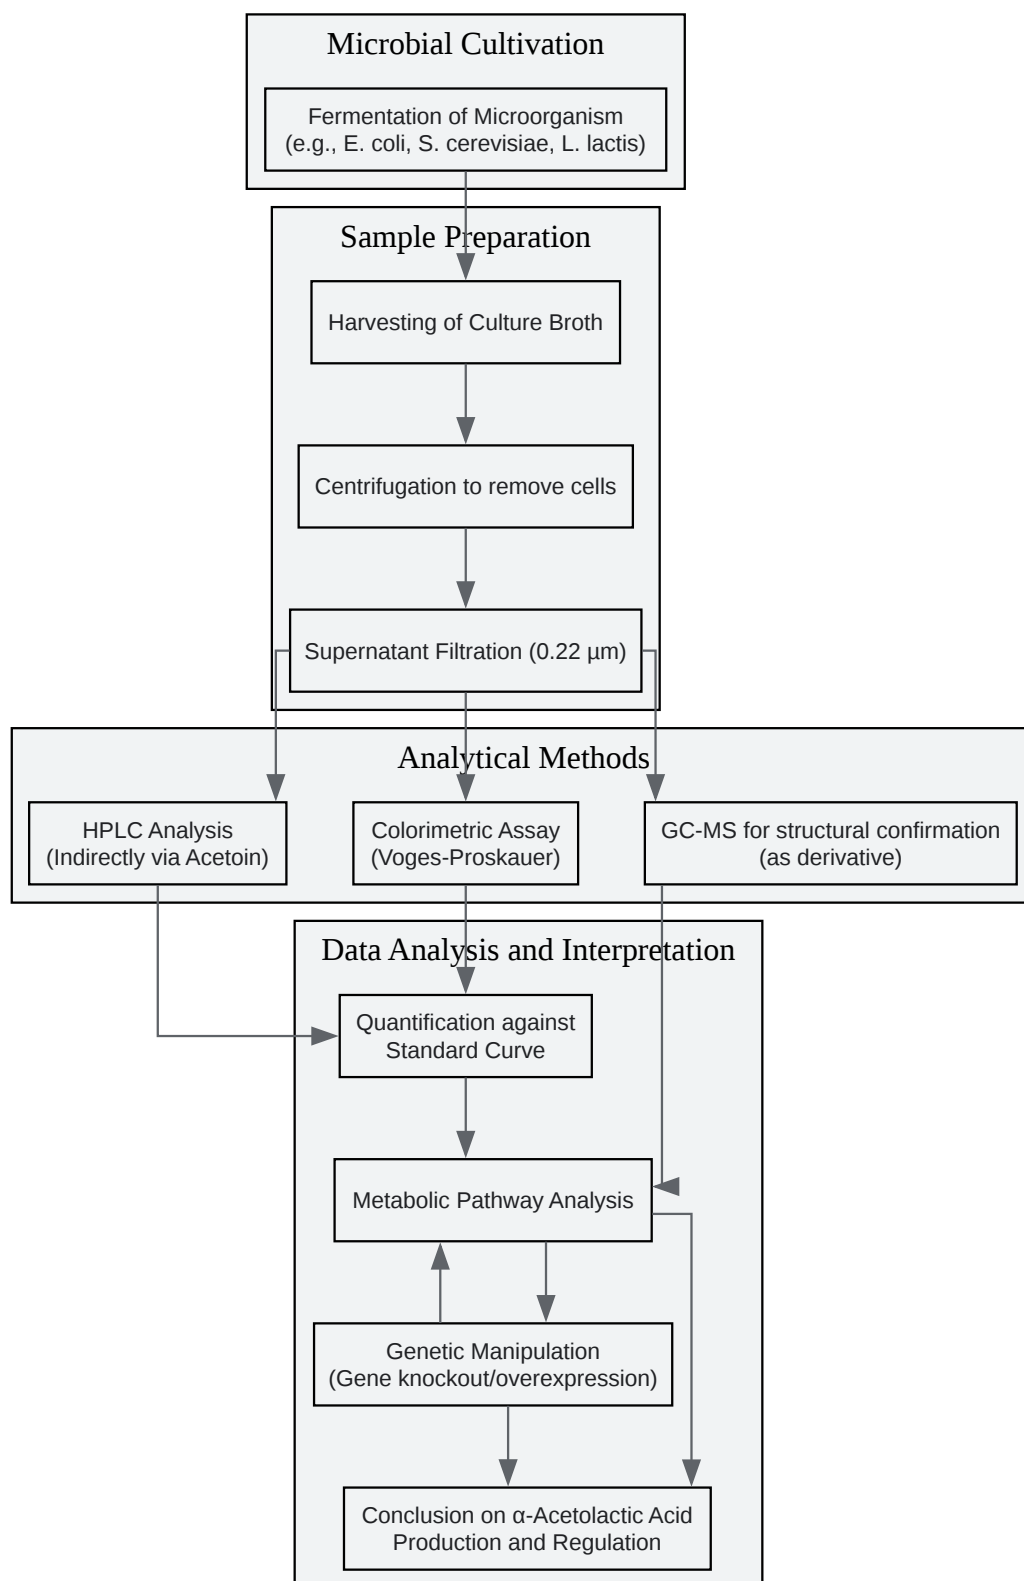 Microbial Cultivation
Fermentation of Microorganism
(e.g., E. coli, S. cerevisiae, L. lactis)
Sample Preparation
Harvesting of Culture Broth
Centrifugation to remove cells
Supernatant Filtration (0.22 µm)
Analytical Methods
HPLC Analysis
(Indirectly via Acetoin)
Colorimetric Assay
(Voges-Proskauer)
GC-MS for structural confirmation
(as derivative)
Data Analysis and Interpretation
Quantification against
Standard Curve
Metabolic Pathway Analysis
Genetic Manipulation
(Gene knockout/overexpression)
Conclusion on α-Acetolactic Acid
Production and Regulation